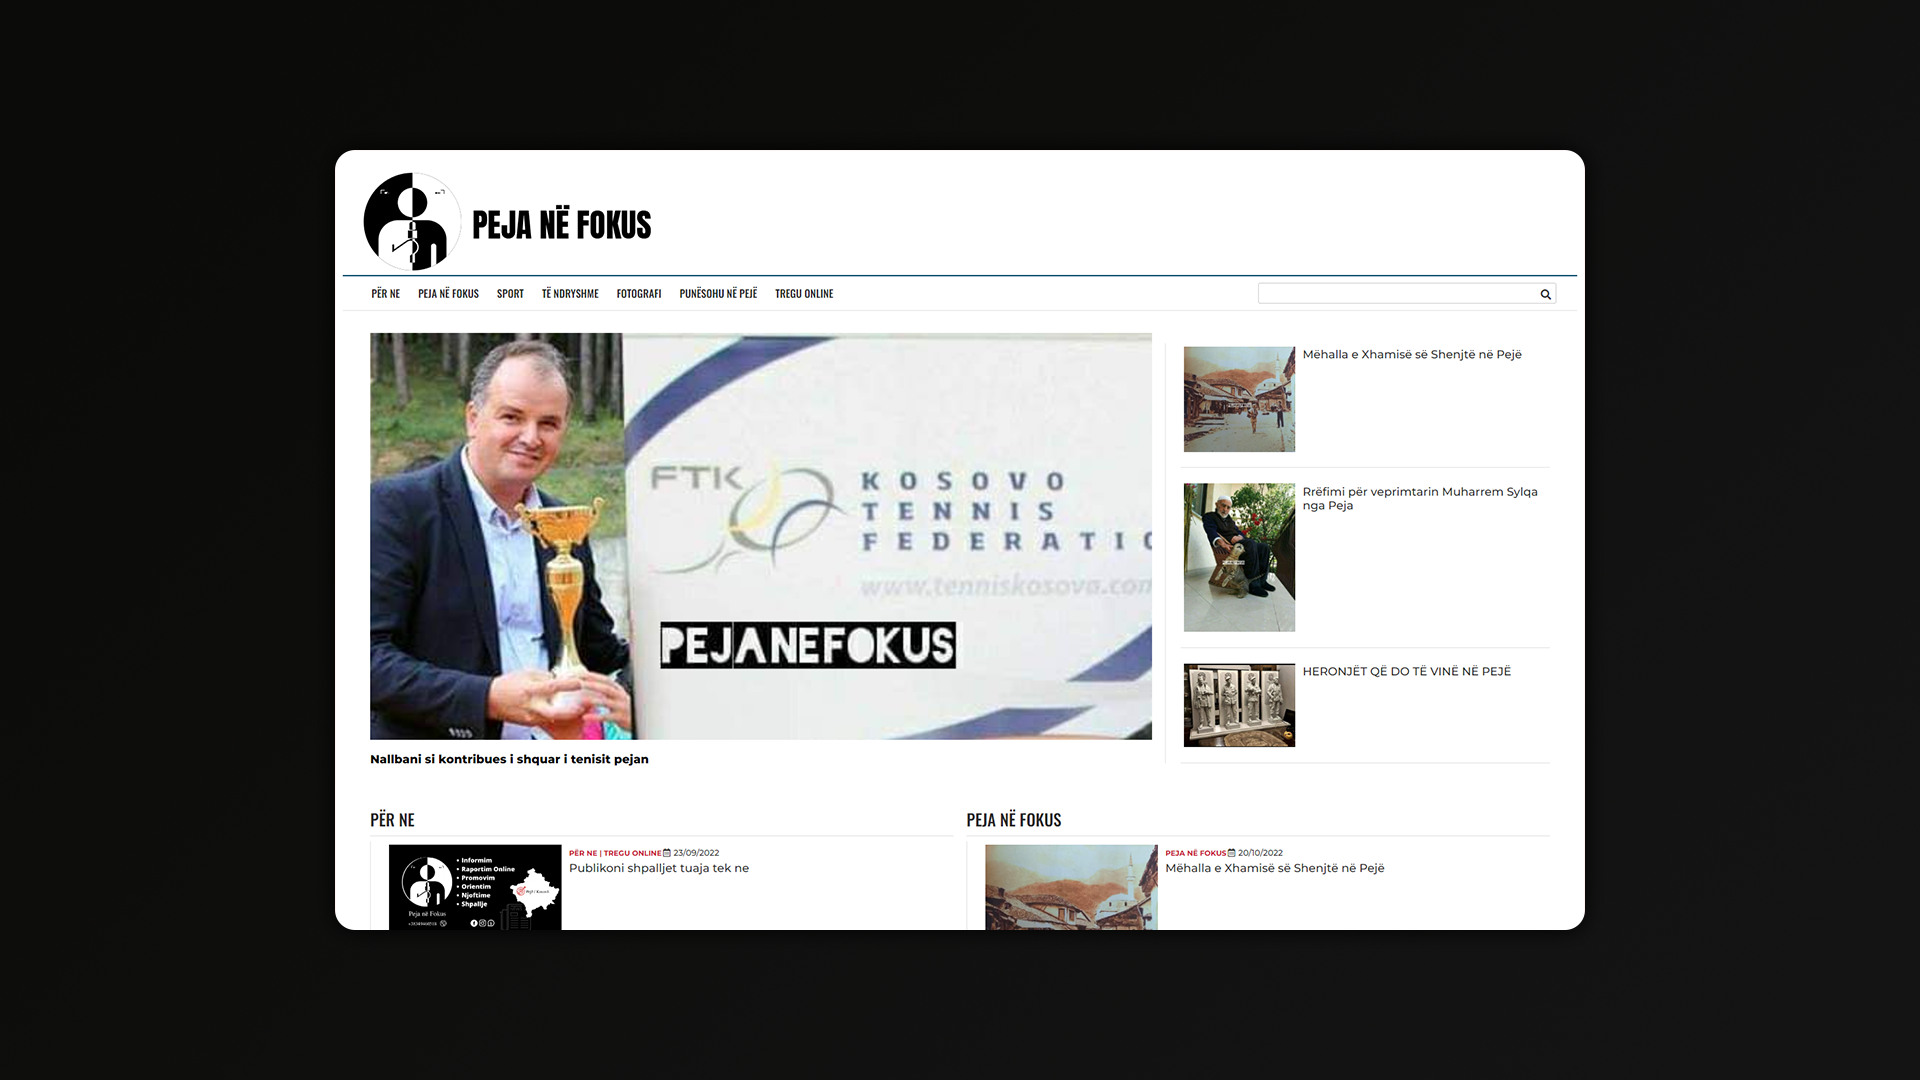 PEJA NË FOKUS
PËR NE
PEJA NË FOKUS
SPORT
TË NDRYSHME
FOTOGRAFI
PUNËSOHU NË PEJË
TREGU ONLINE
FTK
KOSOVO
TENNIS
FEDERATIO
www.tenniskosova.com
PEJANEFOKUS
Nallbani si kontribues i shquar i tenisit pejan
Mëhalla e Xhamisë së Shenjtë në Pejë
Rrëfimi për veprimtarin Muharrem Sylqa
nga Peja
HERONJËT QË DO TË VINË NË PEJË
PËR NE
• Informim
• Raportim Online
• Promovim
• Orientim
• Njoftime
• Shpallje
Peja në Fokus
PËR NE | TREGU ONLINE 23/09/2022
Publikoni shpalljet tuaja tek ne
PEJA NË FOKUS
PEJA NË FOKUS 20/10/2022
Mëhalla e Xhamisë së Shenjtë në Pejë